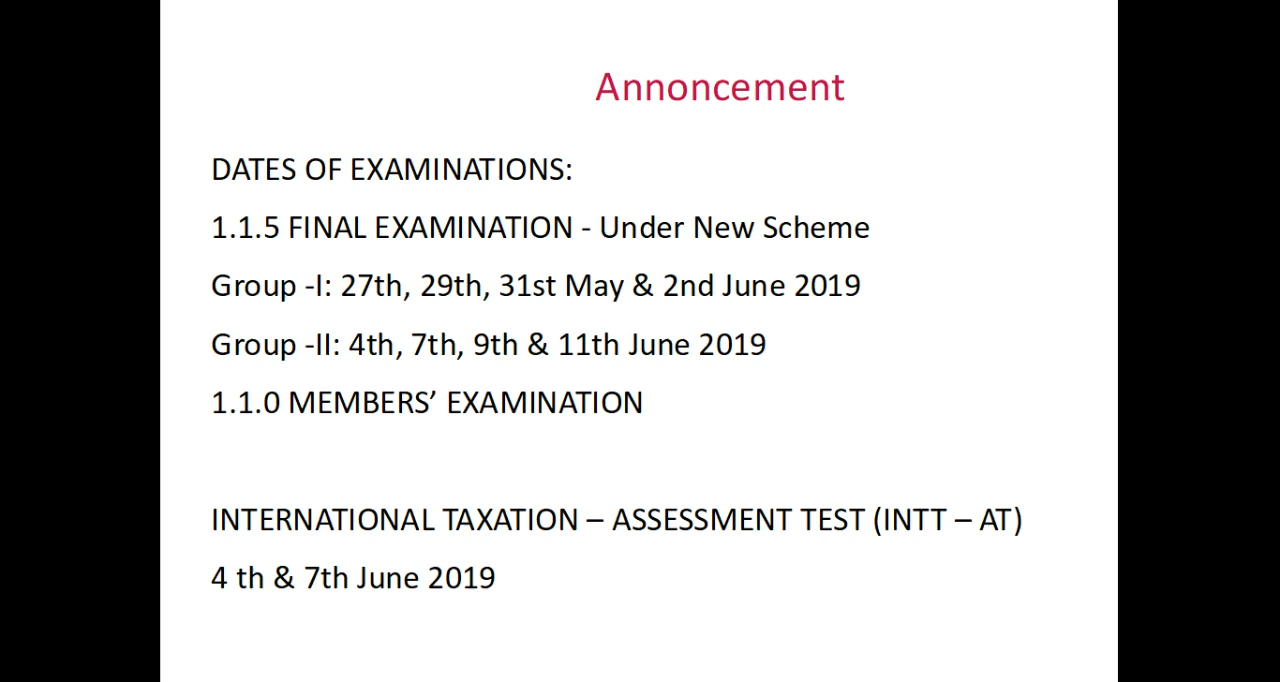 Annoncement
DATES OF EXAMINATIONS:
1.1.5 FINAL EXAMINATION - Under New Scheme
Group -I: 27th, 29th, 31st May & 2nd June 2019
Group -II: 4th, 7th, 9th & 11th June 2019
1.1.0 MEMBERS’ EXAMINATION
INTERNATIONAL TAXATION – ASSESSMENT TEST (INTT – AT)
4 th & 7th June 2019